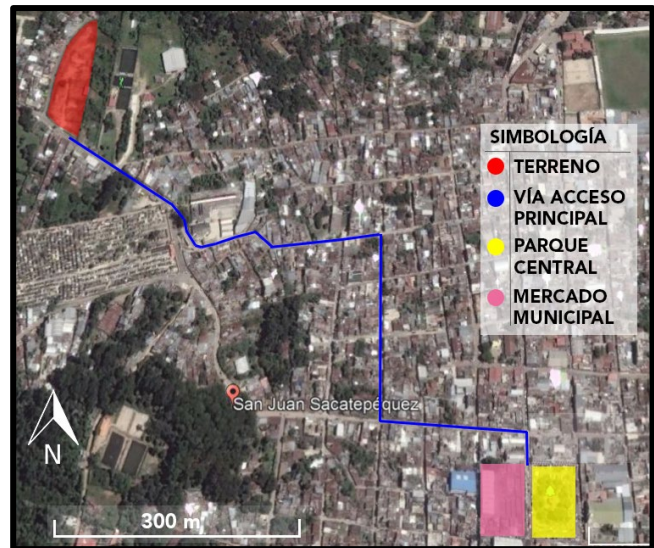 SIMBOLOGÍA
TERRENO
VÍA ACCESO
PRINCIPAL
PARQUE
CENTRAL
MERCADO
MUNICIPAL
San Juan Sacatepéquez
N
300 m